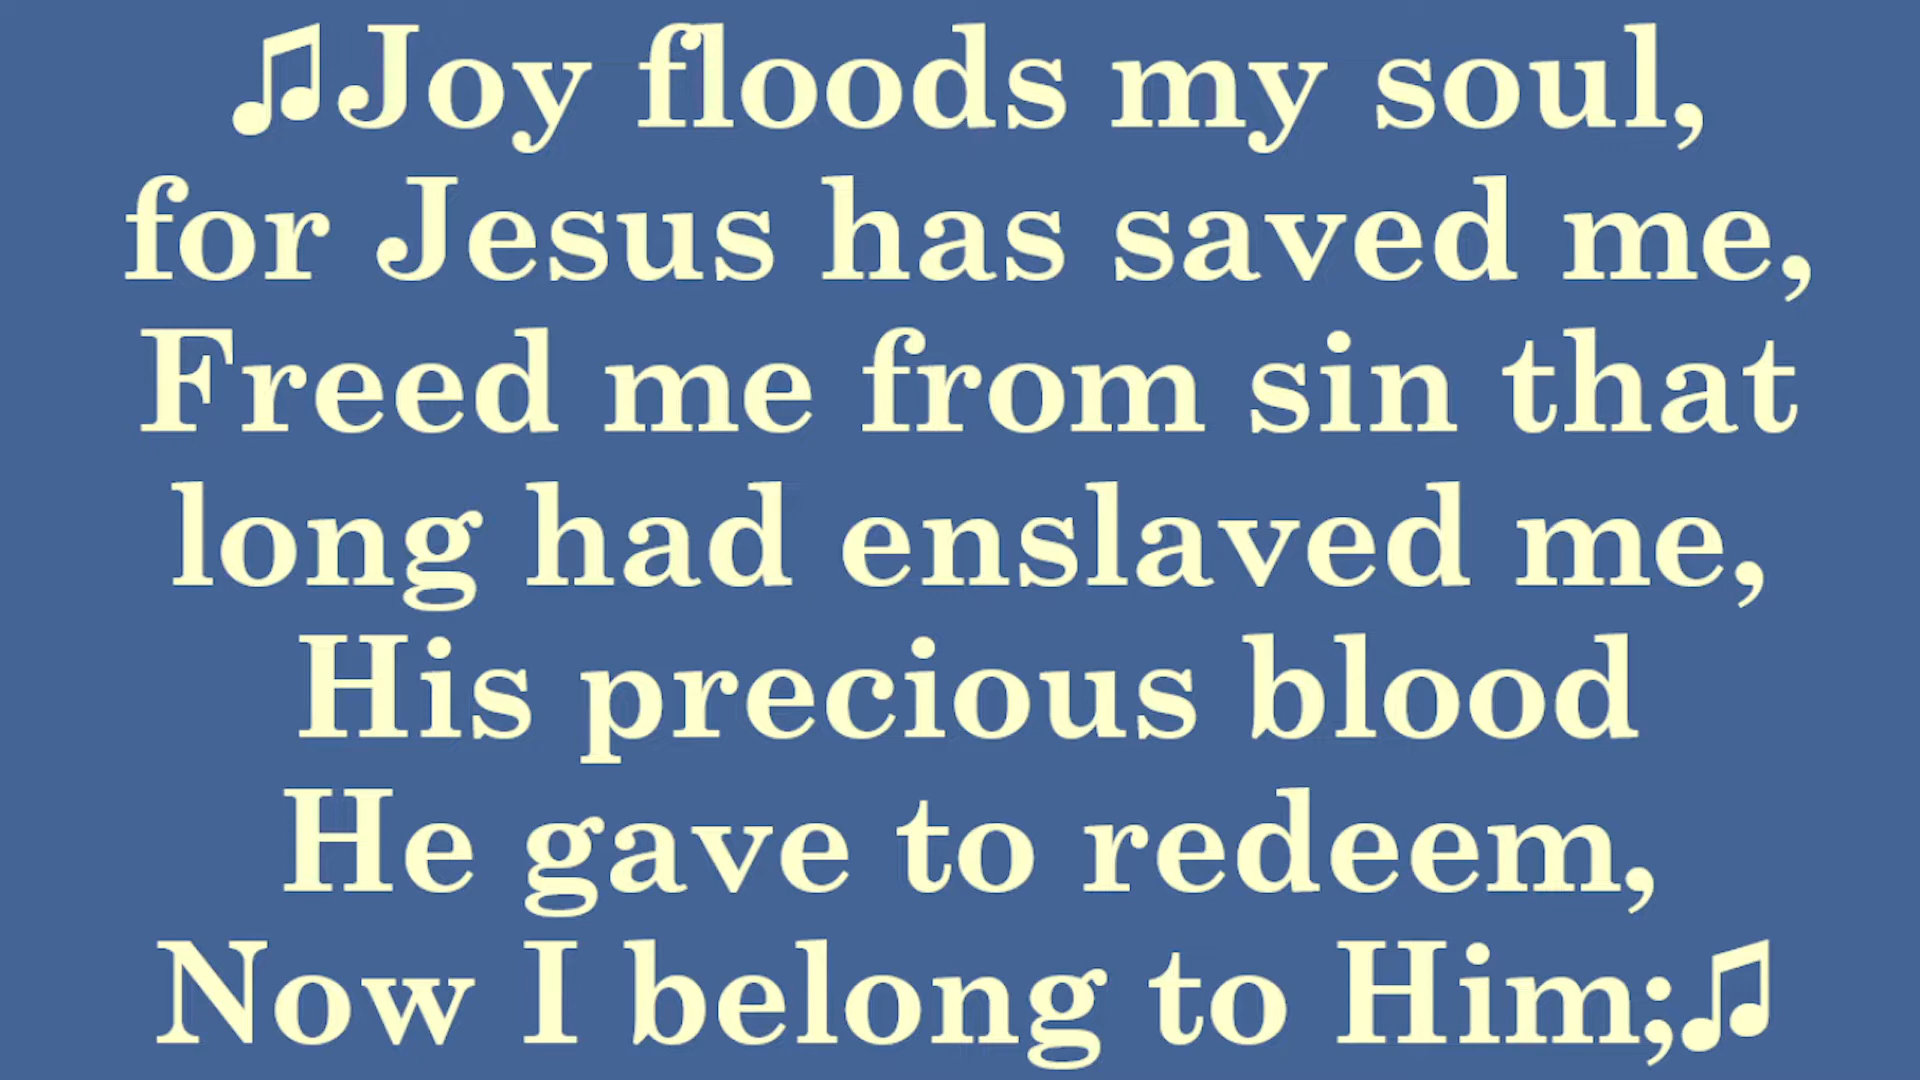 ♫Joy floods my soul,
for Jesus has saved me,
Freed me from sin that
long had enslaved me,
His precious blood
He gave to redeem,
Now I belong to Him;♫